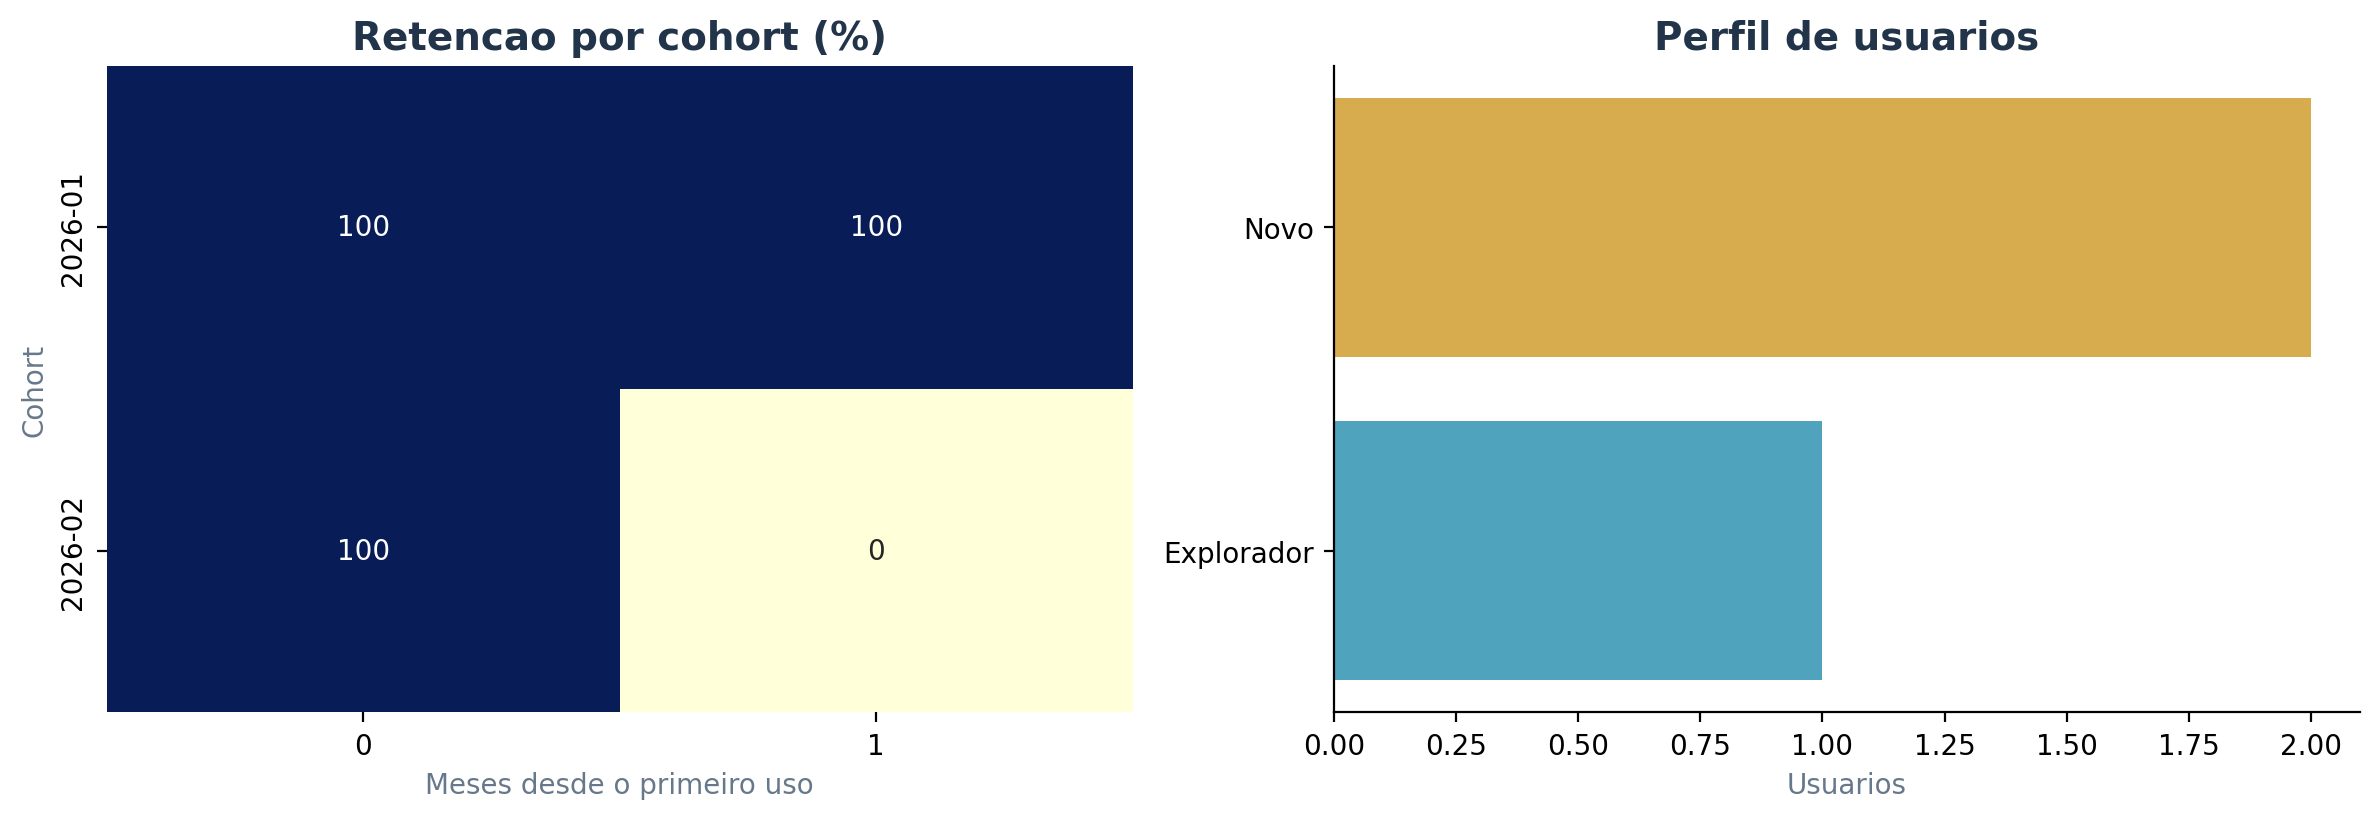 Retencao por cohort (%)
Cohort
2026-01
100
100
2026-02
100
0
0
1
Meses desde o primeiro uso
Perfil de usuarios
Novo
Explorador
0.00
0.25
0.50
0.75
1.00
1.25
1.50
1.75
2.00
Usuarios